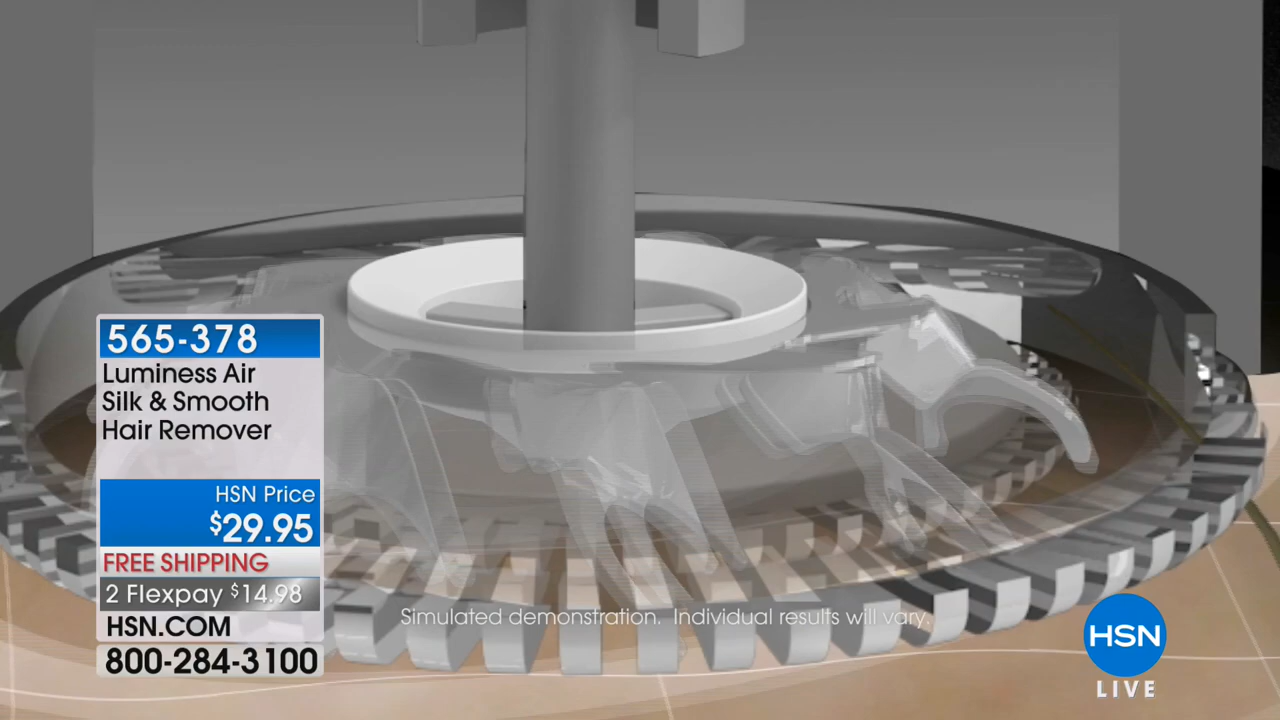 565-378
Luminess Air
Silk & Smooth
Hair Remover
HSN Price
$29.95
FREE SHIPPING
2 Flexpay $14.98
HSN.COM
800-284-3100
Simulated demonstration. Individual results will vary.
HSN
LIVE